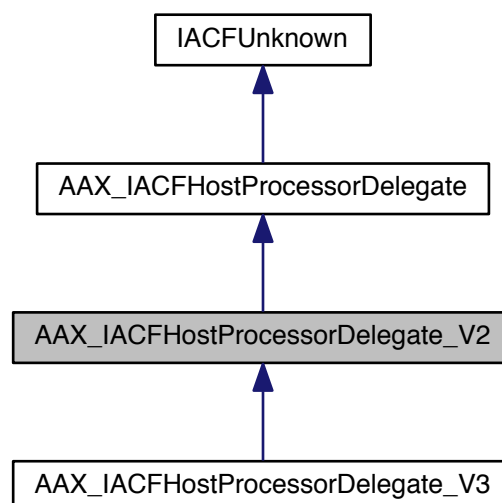 IACFUnknown
AAX_IACFHostProcessorDelegate
AAX_IACFHostProcessorDelegate_V2
AAX_IACFHostProcessorDelegate_V3